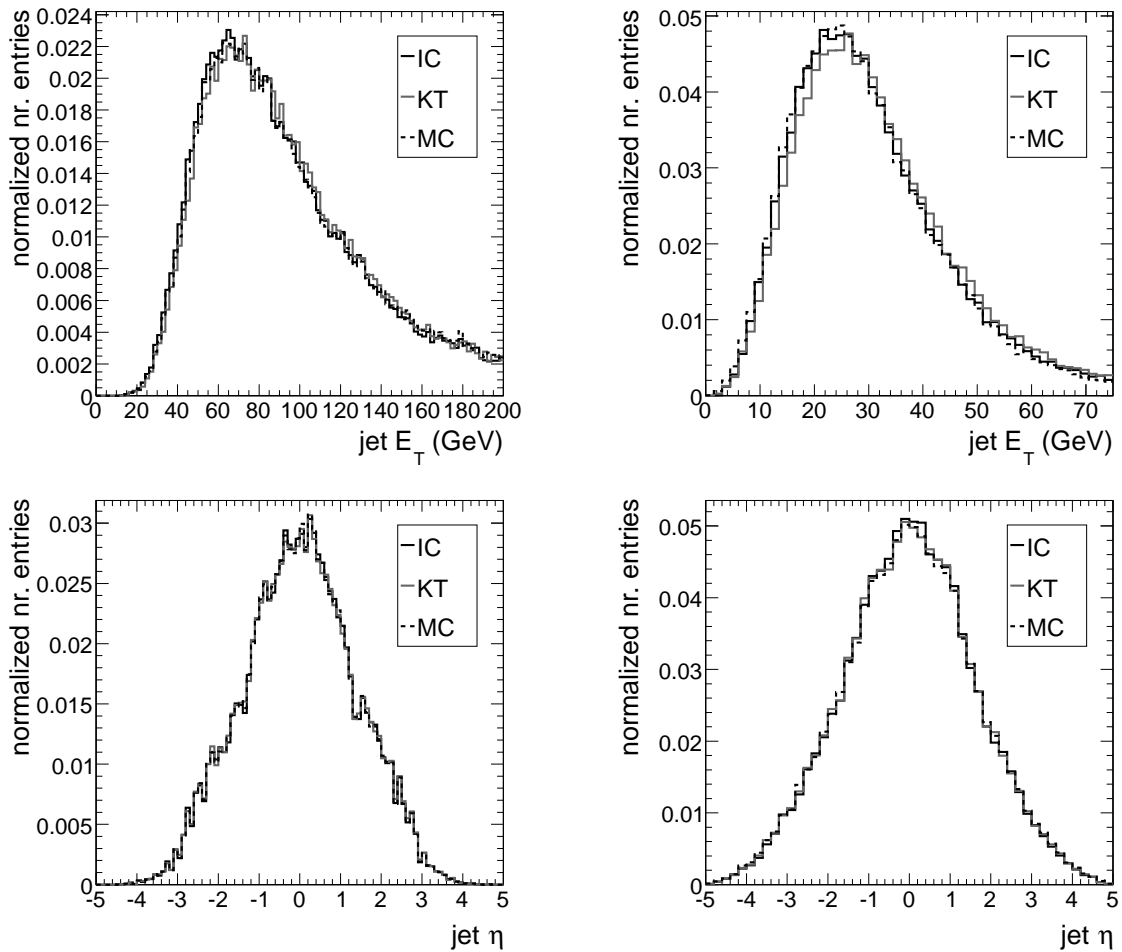 normalized nr. entries
0.024
0.022
0.02
0.018
0.016
0.014
0.012
0.01
0.008
0.006
0.004
0.002
0
IC
KT
MC
0 20 40 60 80 100 120 140 160 180 200
jet E_T (GeV)
normalized nr. entries
0.05
0.04
0.03
0.02
0.01
0
IC
KT
MC
0 10 20 30 40 50 60 70
jet E_T (GeV)
normalized nr. entries
0.03
0.025
0.02
0.015
0.01
0.005
0
IC
KT
MC
-5 -4 -3 -2 -1 0 1 2 3 4 5
jet η
normalized nr. entries
0.05
0.04
0.03
0.02
0.01
0
IC
KT
MC
-5 -4 -3 -2 -1 0 1 2 3 4 5
jet η